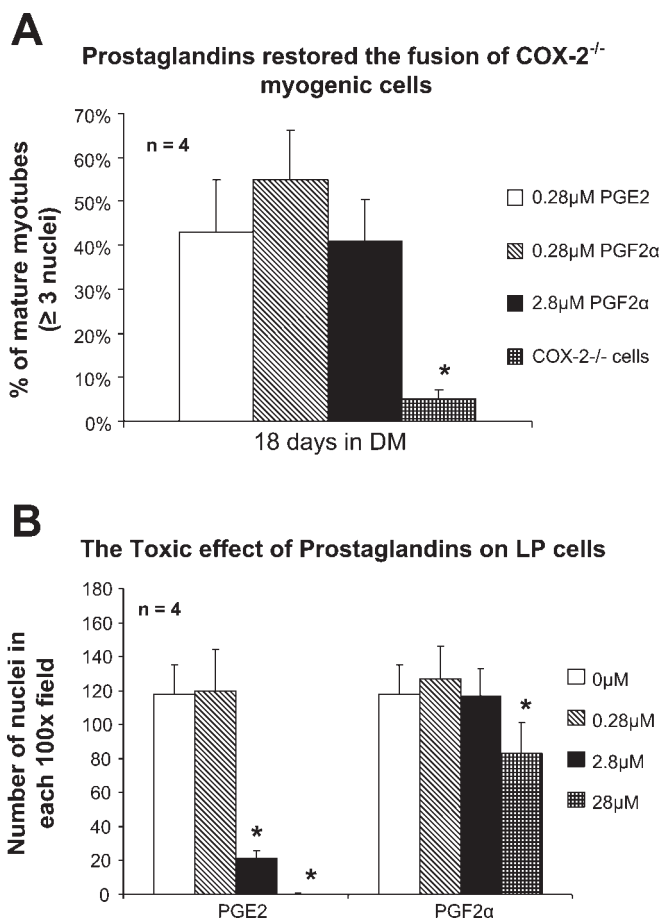 A
Prostaglandins restored the fusion of COX-2-/-
myogenic cells
% of mature myotubes
(≥ 3 nuclei)
70%
60%
50%
40%
30%
20%
10%
0%
n = 4
*
18 days in DM
0.28µM PGE2
0.28µM PGF2α
2.8µM PGF2α
COX-2-/- cells
B
The Toxic effect of Prostaglandins on LP cells
Number of nuclei in
each 100x field
180
160
140
120
100
80
60
40
20
0
n = 4
*
*
*
PGE2
PGF2α
0µM
0.28µM
2.8µM
28µM